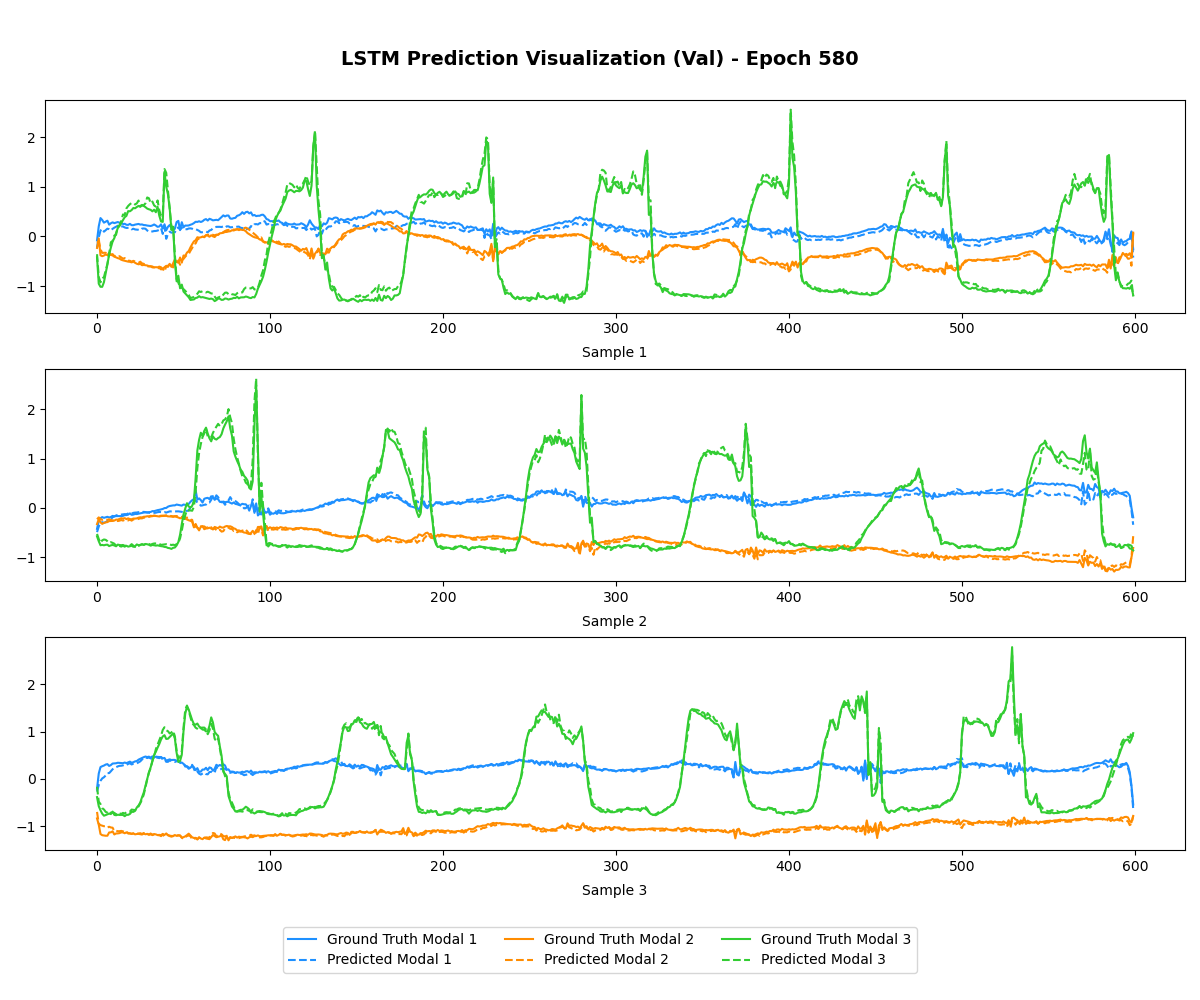 LSTM Prediction Visualization (Val) - Epoch 580
2
1
0
−1
0 100 200 300 400 500 600
Sample 1
2
1
0
−1
0 100 200 300 400 500 600
Sample 2
2
1
0
−1
0 100 200 300 400 500 600
Sample 3
Ground Truth Modal 1 Ground Truth Modal 2 Ground Truth Modal 3
Predicted Modal 1 Predicted Modal 2 Predicted Modal 3